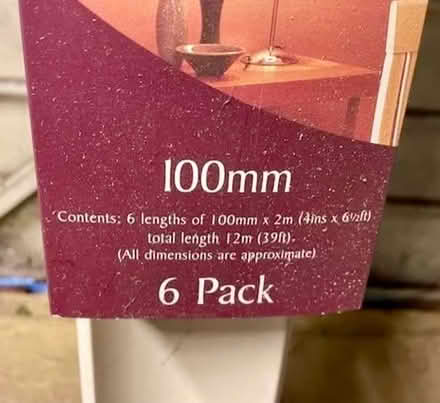 100mm
Contents: 6 lengths of 100mm x 2m (4ins x 6½ft)
total length 12m (39ft).
(All dimensions are approximate)
6 Pack